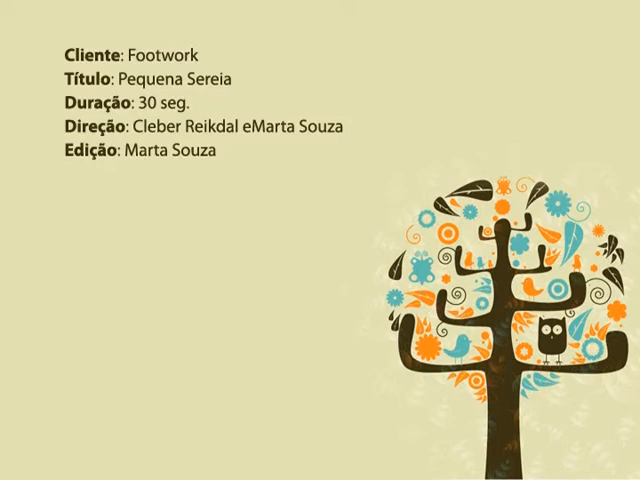 Cliente: Footwork
Título: Pequena Sereia
Duração: 30 seg.
Direção: Cleber Reikdal eMarta Souza
Edição: Marta Souza